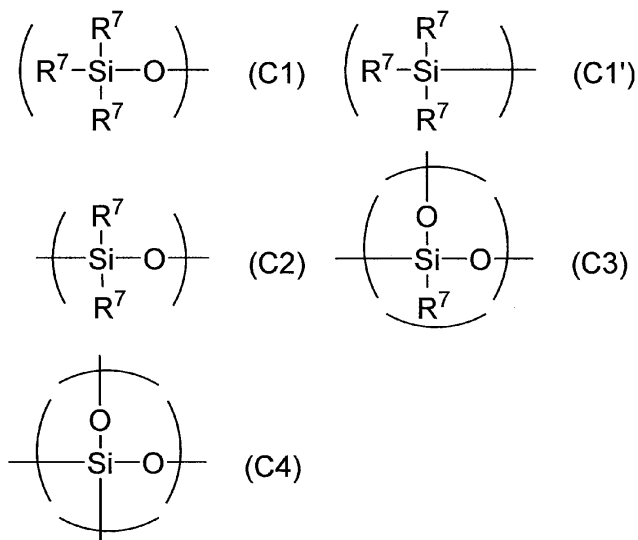 R⁷ R⁷
R⁷-Si-O- (C1) R⁷-Si- (C1')
R⁷ R⁷
R⁷ O
-Si-O- (C2) -Si-O- (C3)
R⁷ R⁷
O
-Si-O- (C4)